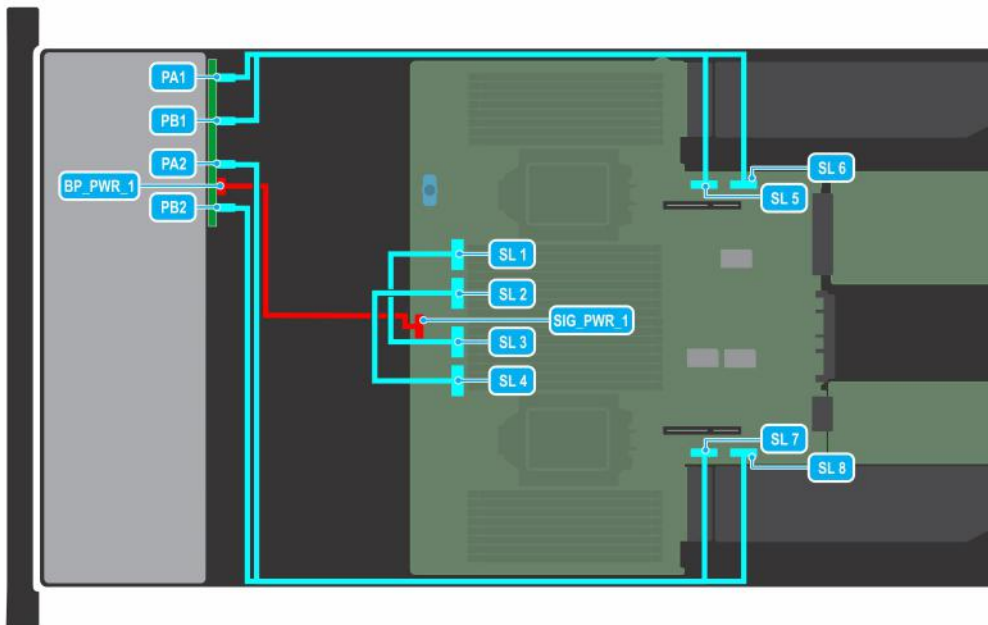 PA1
PB1
PA2
BP_PWR_1
PB2
SL 1
SL 2
SIG_PWR_1
SL 3
SL 4
SL 6
SL 5
SL 7
SL 8